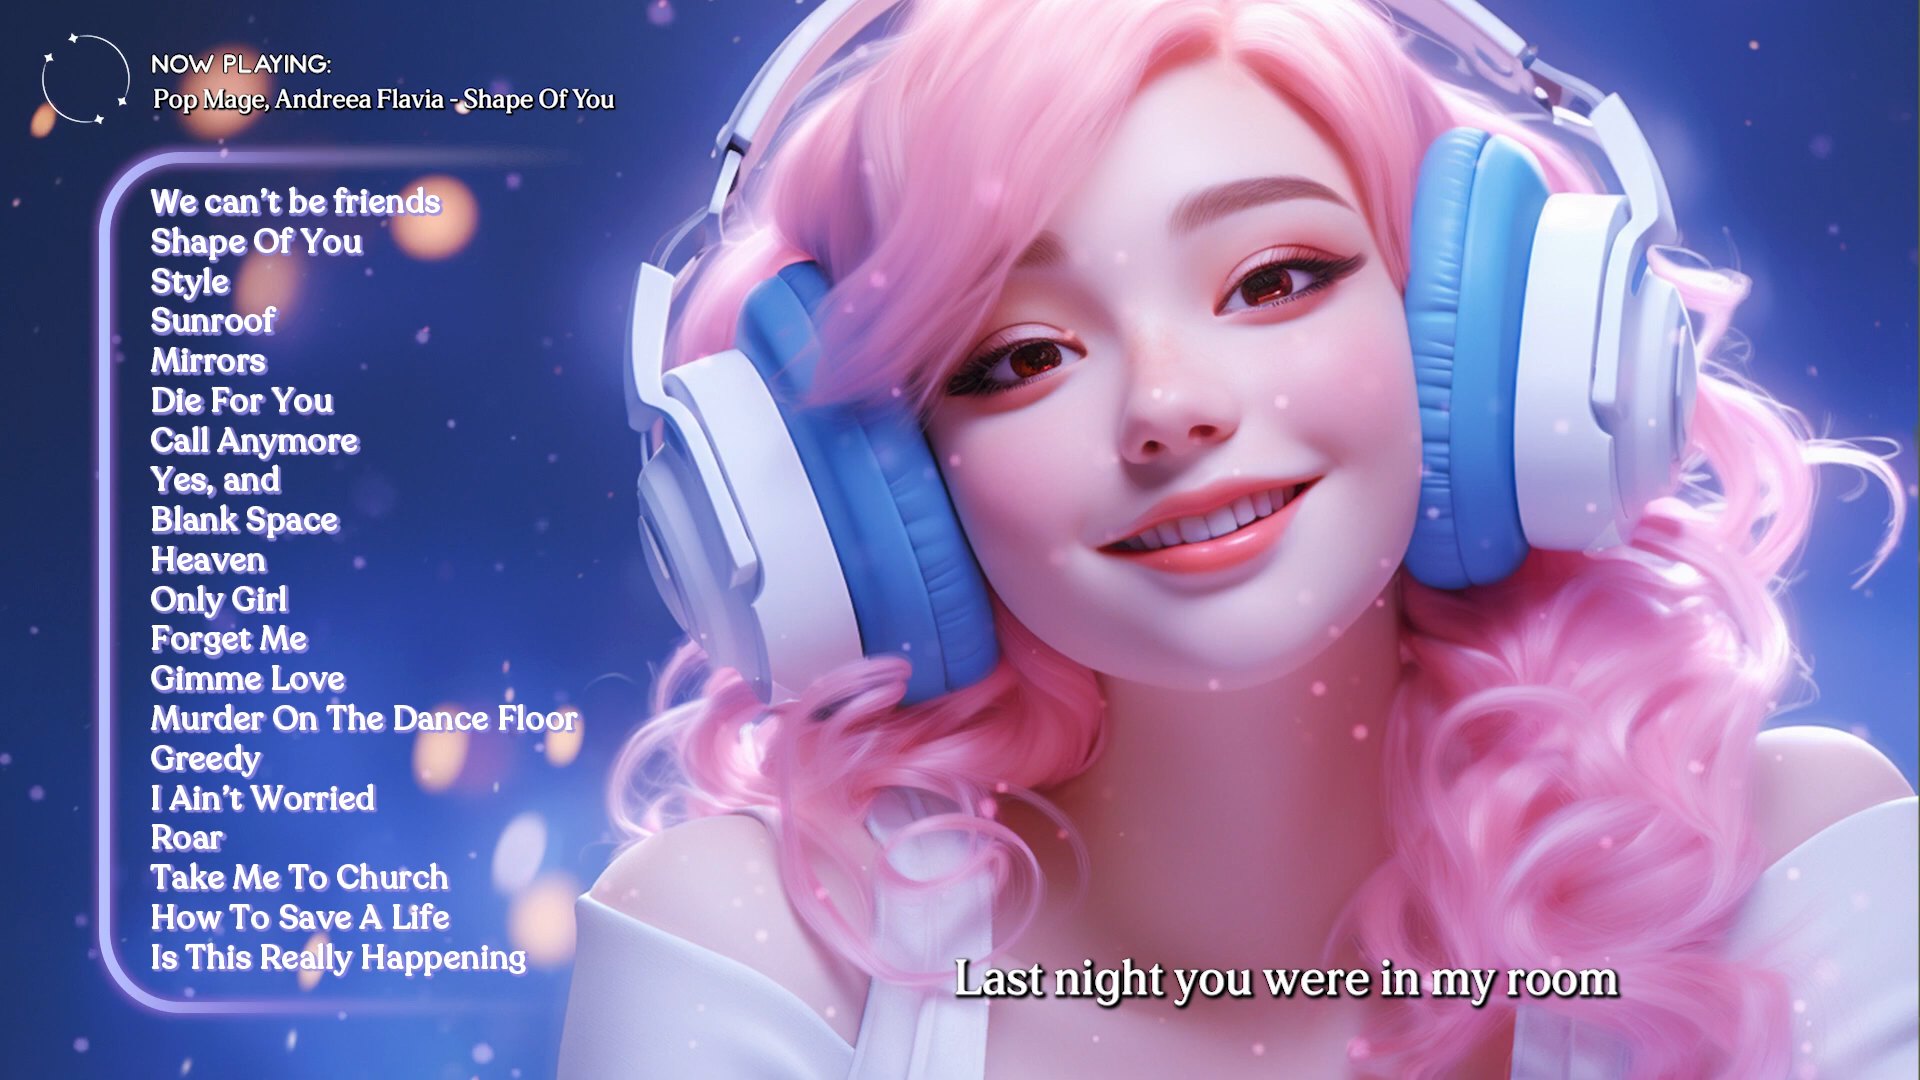 NOW PLAYING:
Pop Mage, Andreea Flavia - Shape Of You
We can't be friends
Shape Of You
Style
Sunroof
Mirrors
Die For You
Call Anymore
Yes, and
Blank Space
Heaven
Only Girl
Forget Me
Gimme Love
Murder On The Dance Floor
Greedy
I Ain't Worried
Roar
Take Me To Church
How To Save A Life
Is This Really Happening
Last night you were in my room